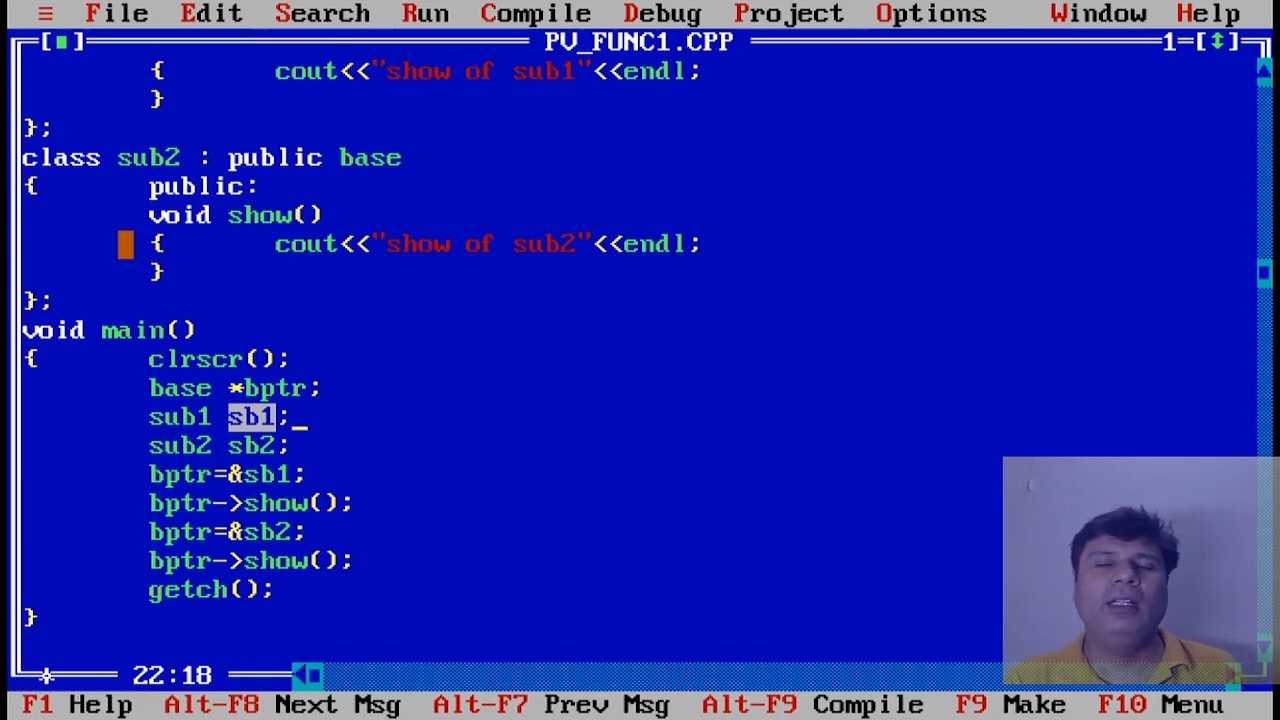 ≡ File Edit Search Run Compile Debug Project Options Window Help
[■] PV_FUNC1.CPP 1=[↕]
{ cout<<"show of sub1"<<endl;
}
};
class sub2 : public base
{ public:
void show()
{ cout<<"show of sub2"<<endl;
}
};
void main()
{ clrscr();
base *bptr;
sub1 sb1;_
sub2 sb2;
bptr=&sb1;
bptr->show();
bptr=&sb2;
bptr->show();
getch();
}
22:18
F1 Help Alt-F8 Next Msg Alt-F7 Prev Msg Alt-F9 Compile F9 Make F10 Menu